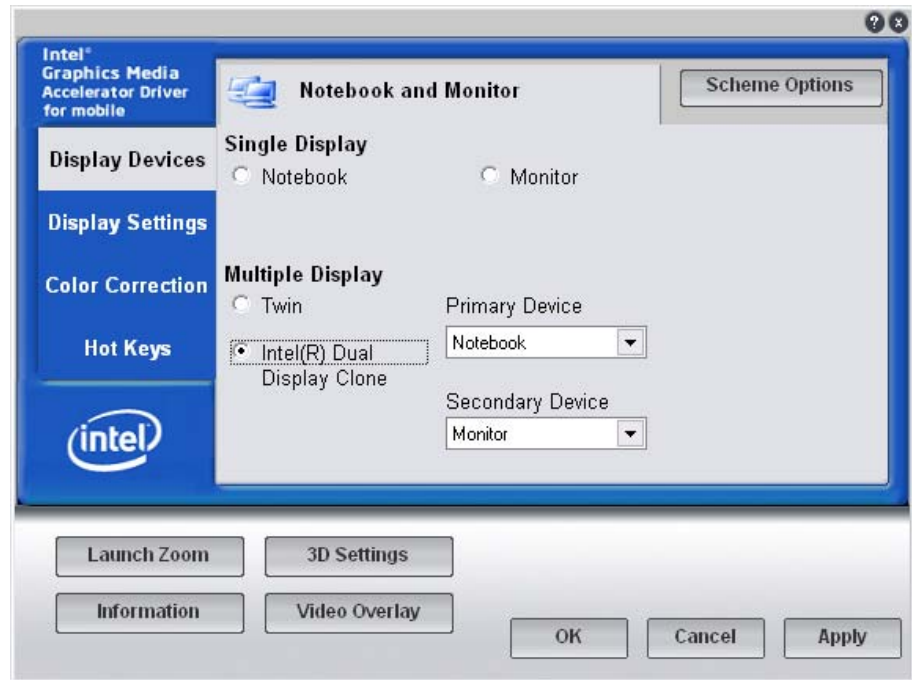 Intel®
Graphics Media
Accelerator Driver
for mobile
Notebook and Monitor
Scheme Options
Display Devices
Display Settings
Color Correction
Hot Keys
intel
Single Display
Notebook
Monitor
Multiple Display
Twin
Intel(R) Dual
Display Clone
Primary Device
Notebook
Secondary Device
Monitor
Launch Zoom
3D Settings
Information
Video Overlay
OK
Cancel
Apply